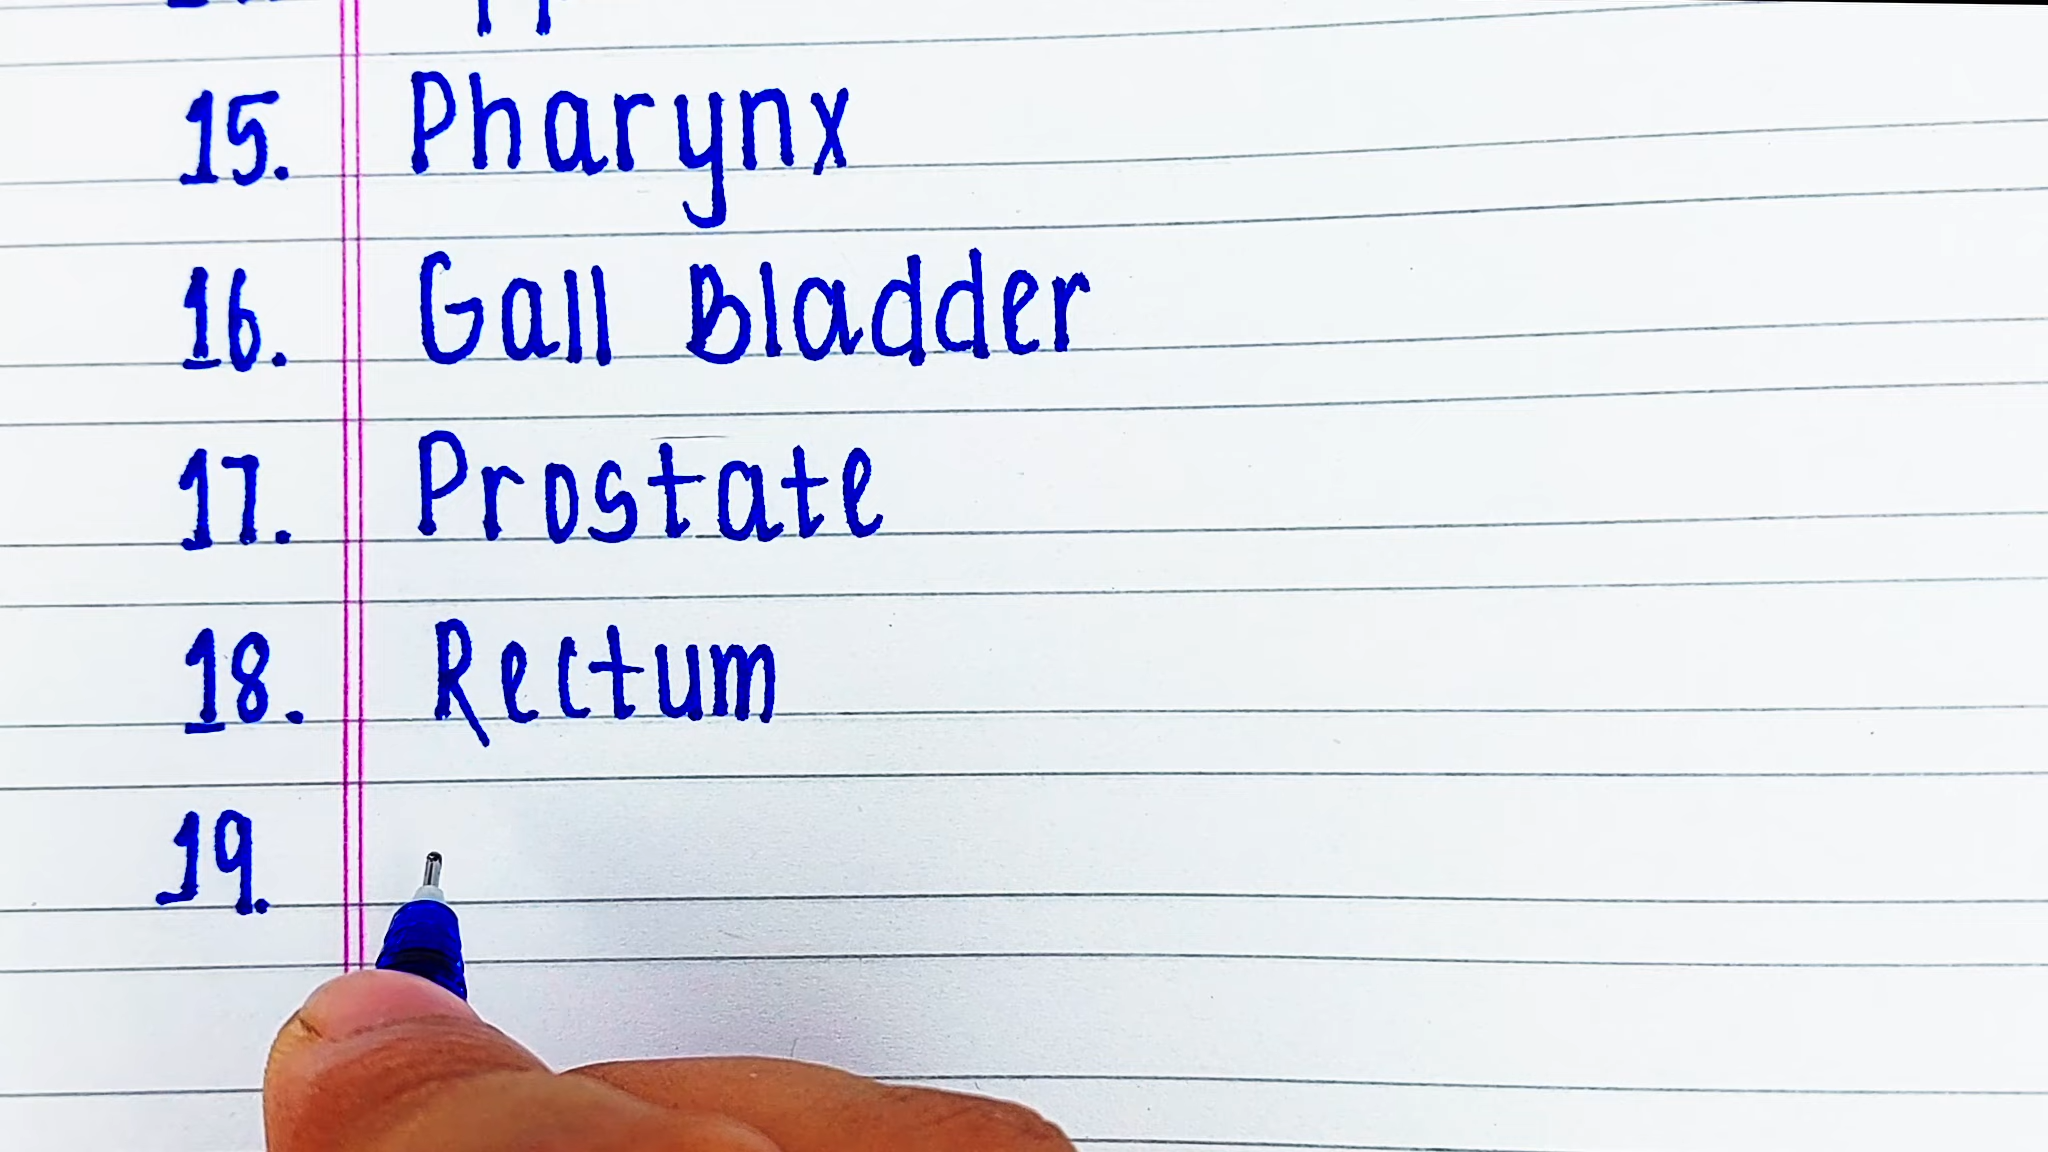 15. Pharynx
16. Gall Bladder
17. Prostate
18. Rectum
19.